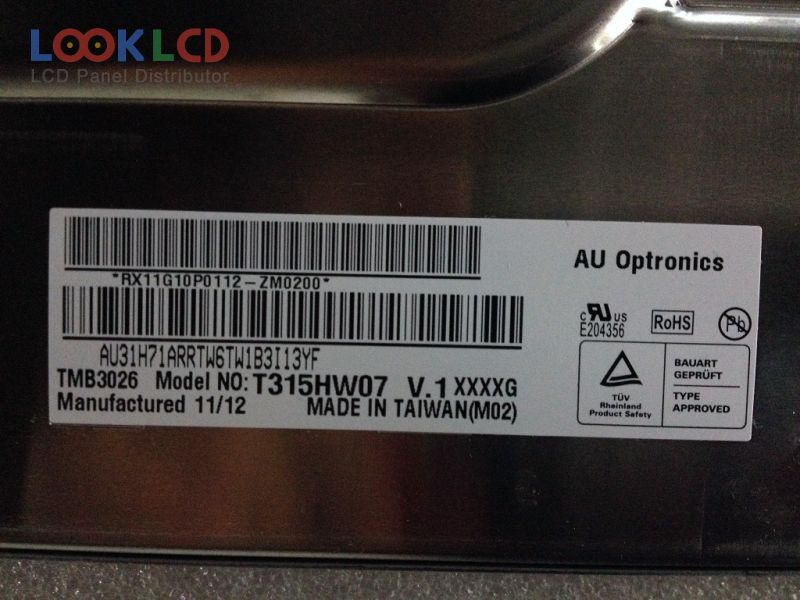 LOOKLCD
LCD Panel Distributor
*RX11G10P0112-ZM0200*
AU31H71ARRTW6TW1B3I13YF
TMB3026 Model NO: T315HW07 V.1 XXXXG
Manufactured 11/12 MADE IN TAIWAN(M02)
AU Optronics
c RU US
E204356
RoHS
Pb
TÜV
Rheinland
Product Safety
BAUART
GEPRÜFT
TYPE
APPROVED